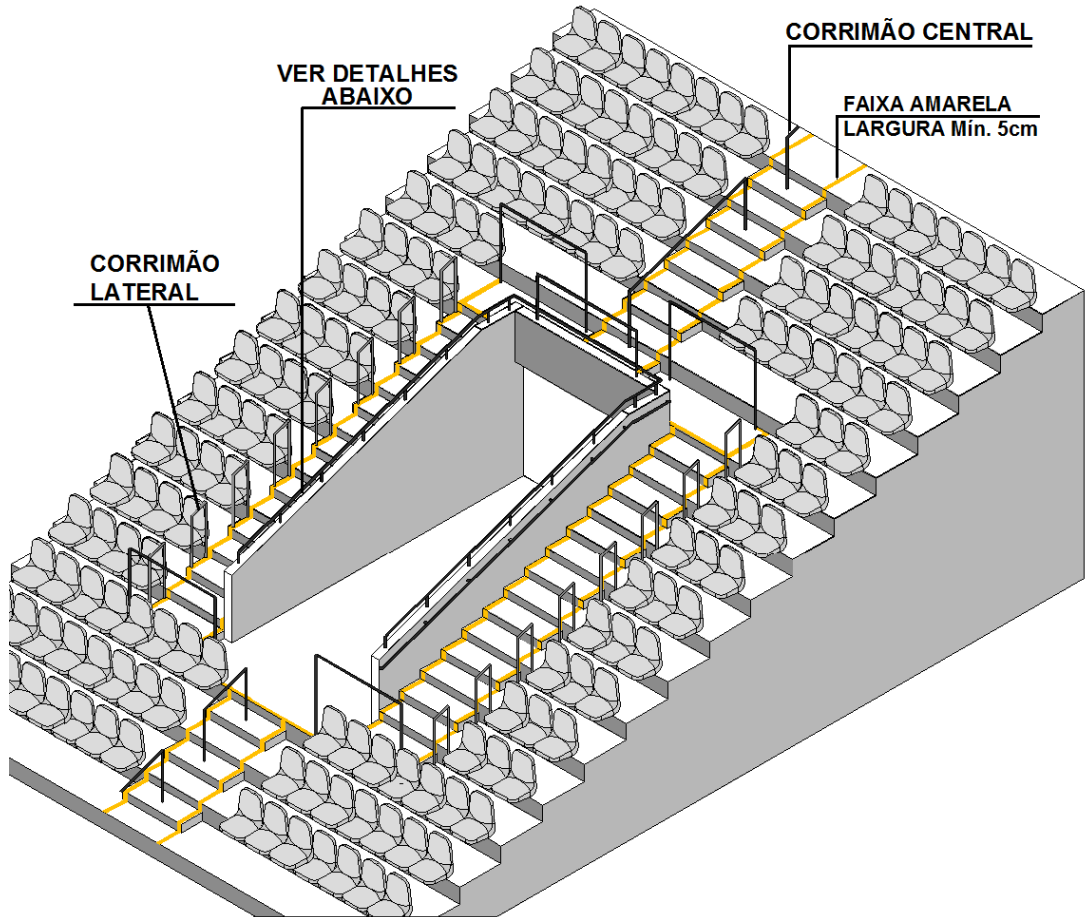 CORRIMÃO CENTRAL
VER DETALHES
ABAIXO
FAIXA AMARELA
LARGURA Mín. 5cm
CORRIMÃO
LATERAL